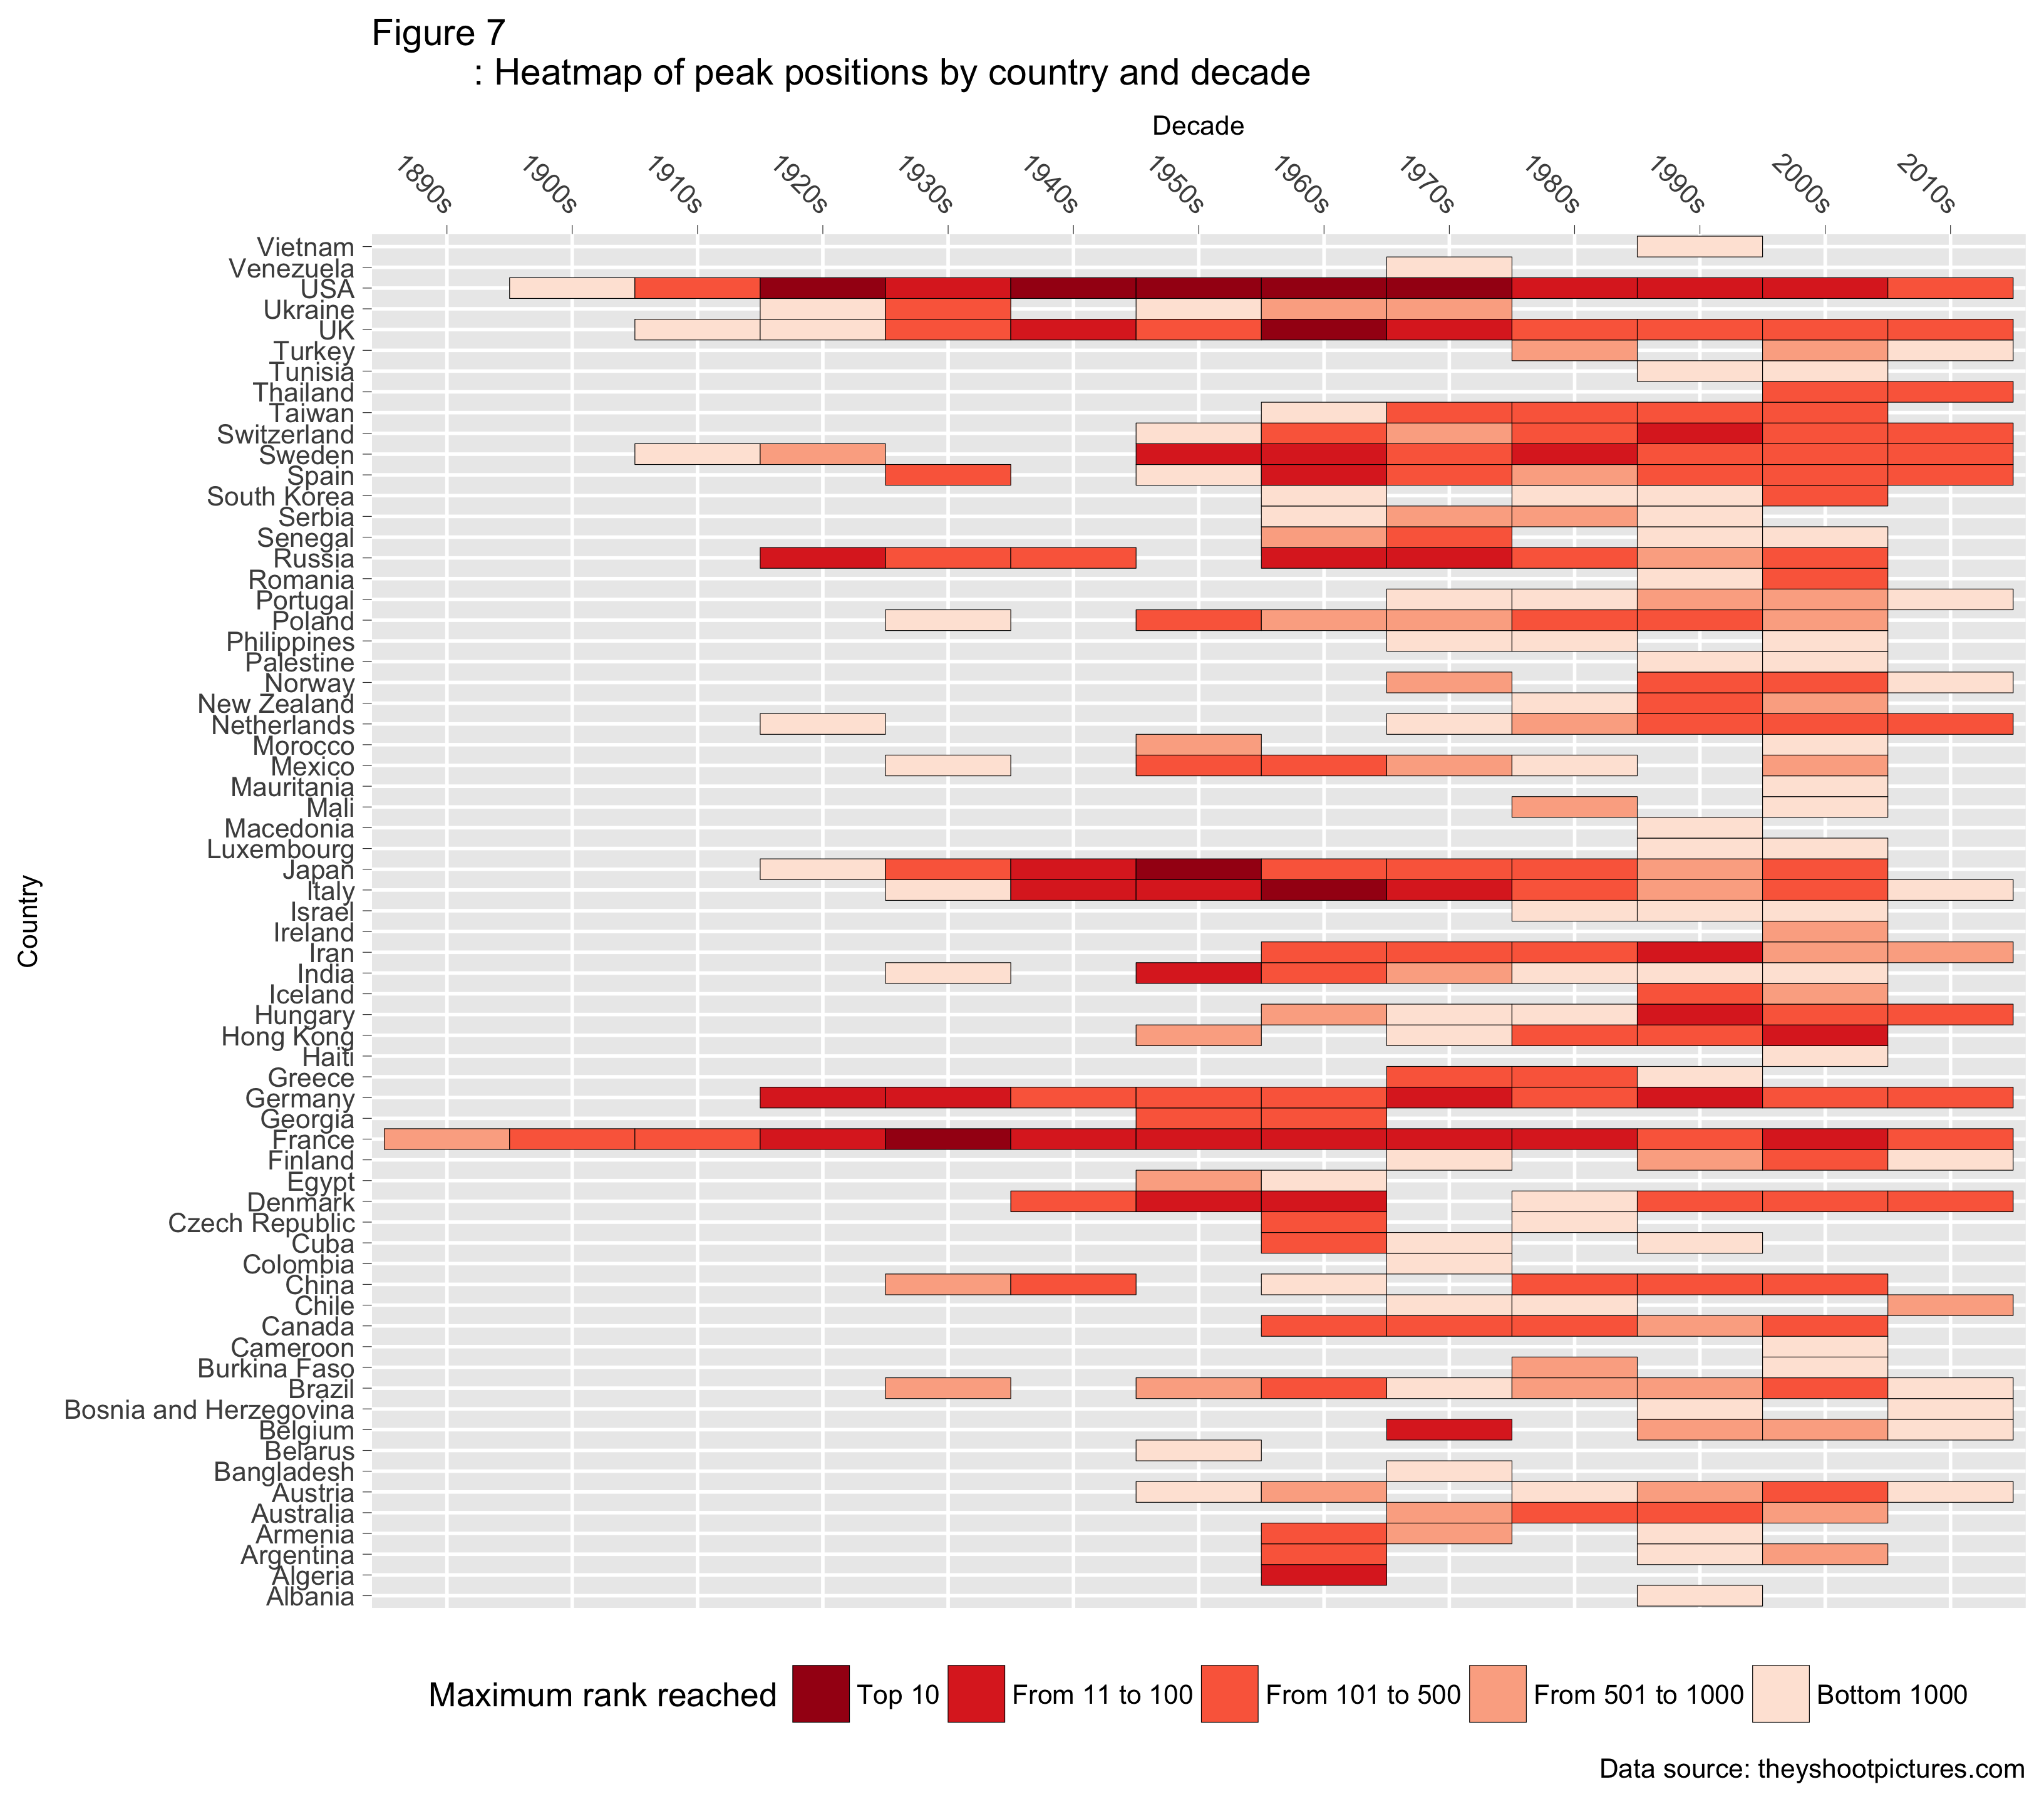 Figure 7
: Heatmap of peak positions by country and decade
Decade
1890s 1900s 1910s 1920s 1930s 1940s 1950s 1960s 1970s 1980s 1990s 2000s 2010s
Vietnam
Venezuela
USA
Ukraine
UK
Turkey
Tunisia
Thailand
Taiwan
Switzerland
Sweden
Spain
South Korea
Serbia
Senegal
Russia
Romania
Portugal
Poland
Philippines
Palestine
Norway
New Zealand
Netherlands
Morocco
Mexico
Mauritania
Mali
Macedonia
Luxembourg
Japan
Italy
Israel
Ireland
Iran
India
Iceland
Hungary
Hong Kong
Haiti
Greece
Germany
Georgia
France
Finland
Egypt
Denmark
Czech Republic
Cuba
Colombia
China
Chile
Canada
Cameroon
Burkina Faso
Brazil
Bosnia and Herzegovina
Belgium
Belarus
Bangladesh
Austria
Australia
Armenia
Argentina
Algeria
Albania
Country
Maximum rank reached Top 10 From 11 to 100 From 101 to 500 From 501 to 1000 Bottom 1000
Data source: theyshootpictures.com